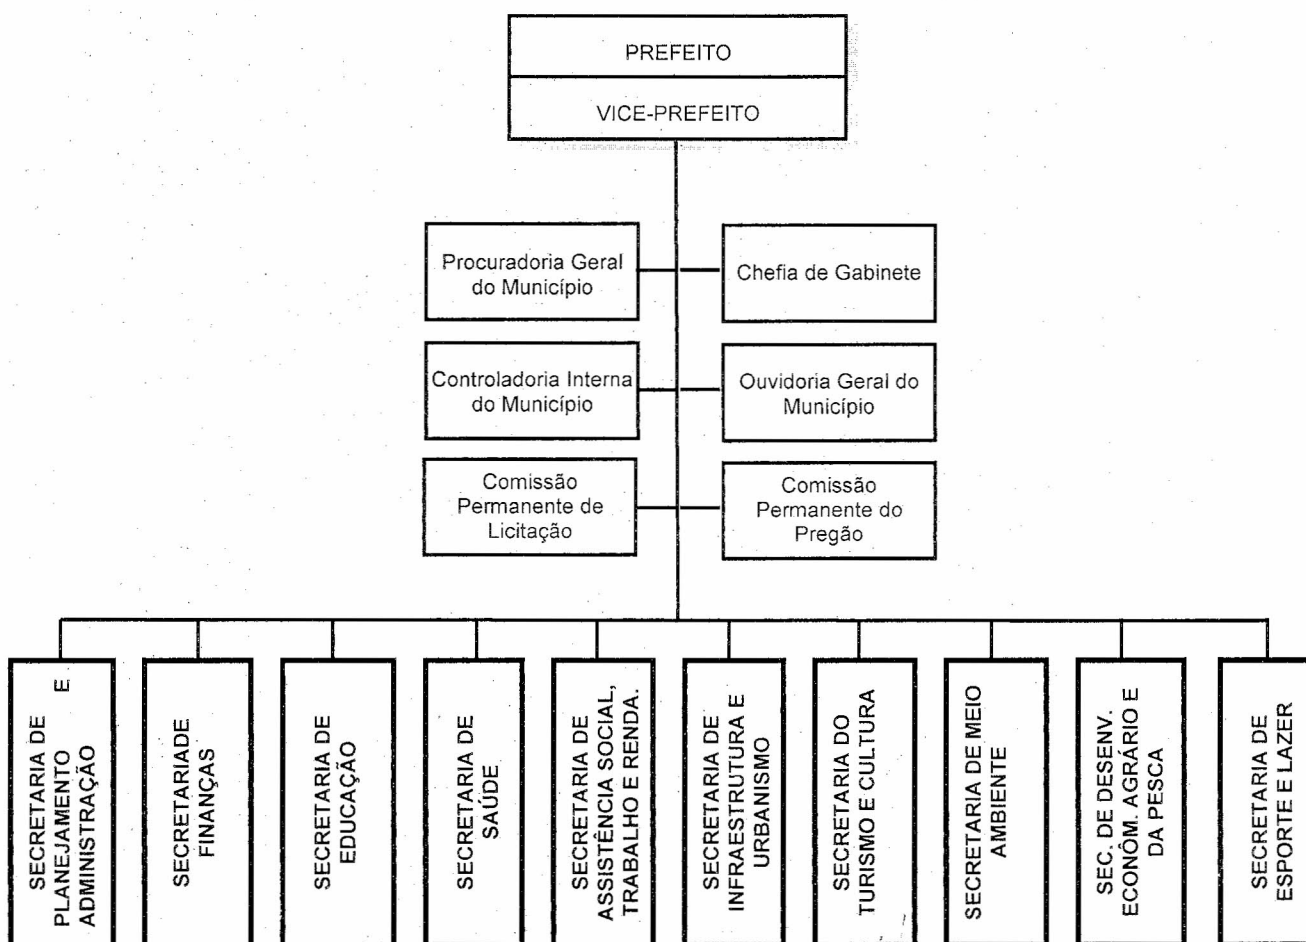 PREFEITO
VICE-PREFEITO
Procuradoria Geral
do Município
Chefia de Gabinete
Controladoria Interna
do Município
Ouvidoria Geral do
Município
Comissão
Permanente de
Licitação
Comissão
Permanente do
Pregão
SECRETARIA DE
PLANEJAMENTO E
ADMINISTRAÇÃO
SECRETARIADE
FINANÇAS
SECRETARIA DE
EDUCAÇÃO
SECRETARIA DE
SAÚDE
SECRETARIA DE
ASSISTÊNCIA SOCIAL,
TRABALHO E RENDA.
SECRETARIA DE
INFRAESTRUTURA E
URBANISMO
SECRETARIA DO
TURISMO E CULTURA
SECRETARIA DE MEIO
AMBIENTE
SEC. DE DESENV.
ECONÔM. AGRÁRIO E
DA PESCA
SECRETARIA DE
ESPORTE E LAZER